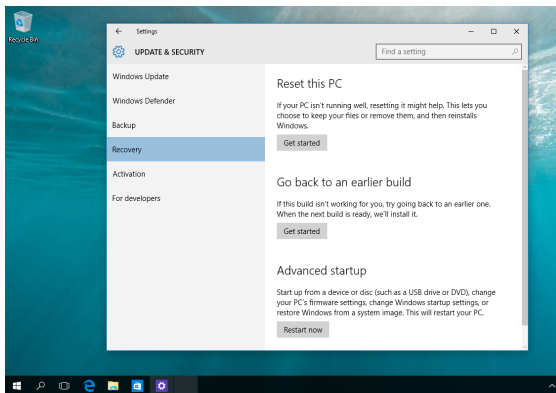 Recycle Bin
Settings
UPDATE & SECURITY
Find a setting
Windows Update
Windows Defender
Backup
Recovery
Activation
For developers
Reset this PC
If your PC isn't running well, resetting it might help. This lets you
choose to keep your files or remove them, and then reinstalls
Windows.
Get started
Go back to an earlier build
If this build isn't working for you, try going back to an earlier one.
When the next build is ready, we'll install it.
Get started
Advanced startup
Start up from a device or disc (such as a USB drive or DVD), change
your PC's firmware settings, change Windows startup settings, or
restore Windows from a system image. This will restart your PC.
Restart now